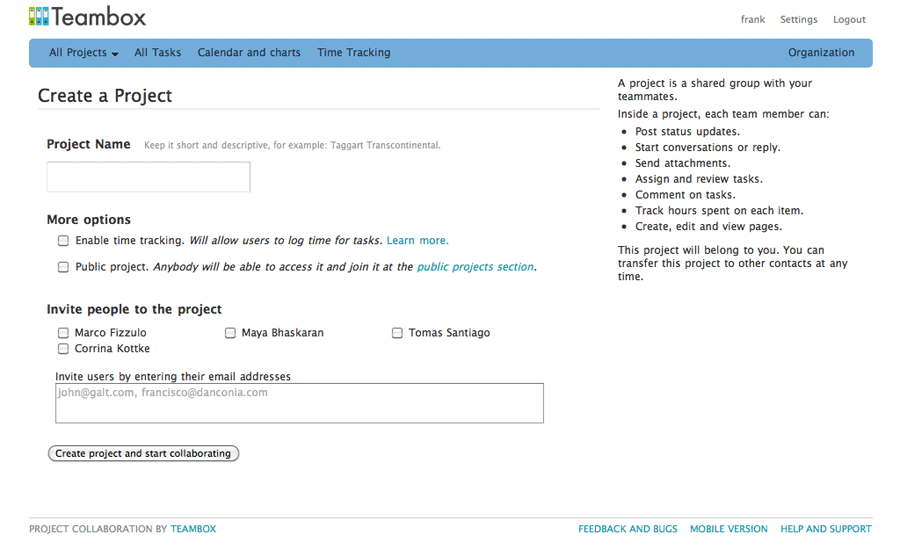 Teambox
frank Settings Logout
All Projects All Tasks Calendar and charts Time Tracking Organization
Create a Project
Project Name Keep it short and descriptive, for example: Taggart Transcontinental.
More options
Enable time tracking. Will allow users to log time for tasks. Learn more.
Public project. Anybody will be able to access it and join it at the public projects section.
Invite people to the project
Marco Fizzulo Maya Bhaskaran Tomas Santiago
Corrina Kottke
Invite users by entering their email addresses
john@galt.com, francisco@danconia.com
Create project and start collaborating
A project is a shared group with your
teammates.
Inside a project, each team member can:
• Post status updates.
• Start conversations or reply.
• Send attachments.
• Assign and review tasks.
• Comment on tasks.
• Track hours spent on each item.
• Create, edit and view pages.
This project will belong to you. You can
transfer this project to other contacts at any
time.
PROJECT COLLABORATION BY TEAMBOX FEEDBACK AND BUGS MOBILE VERSION HELP AND SUPPORT